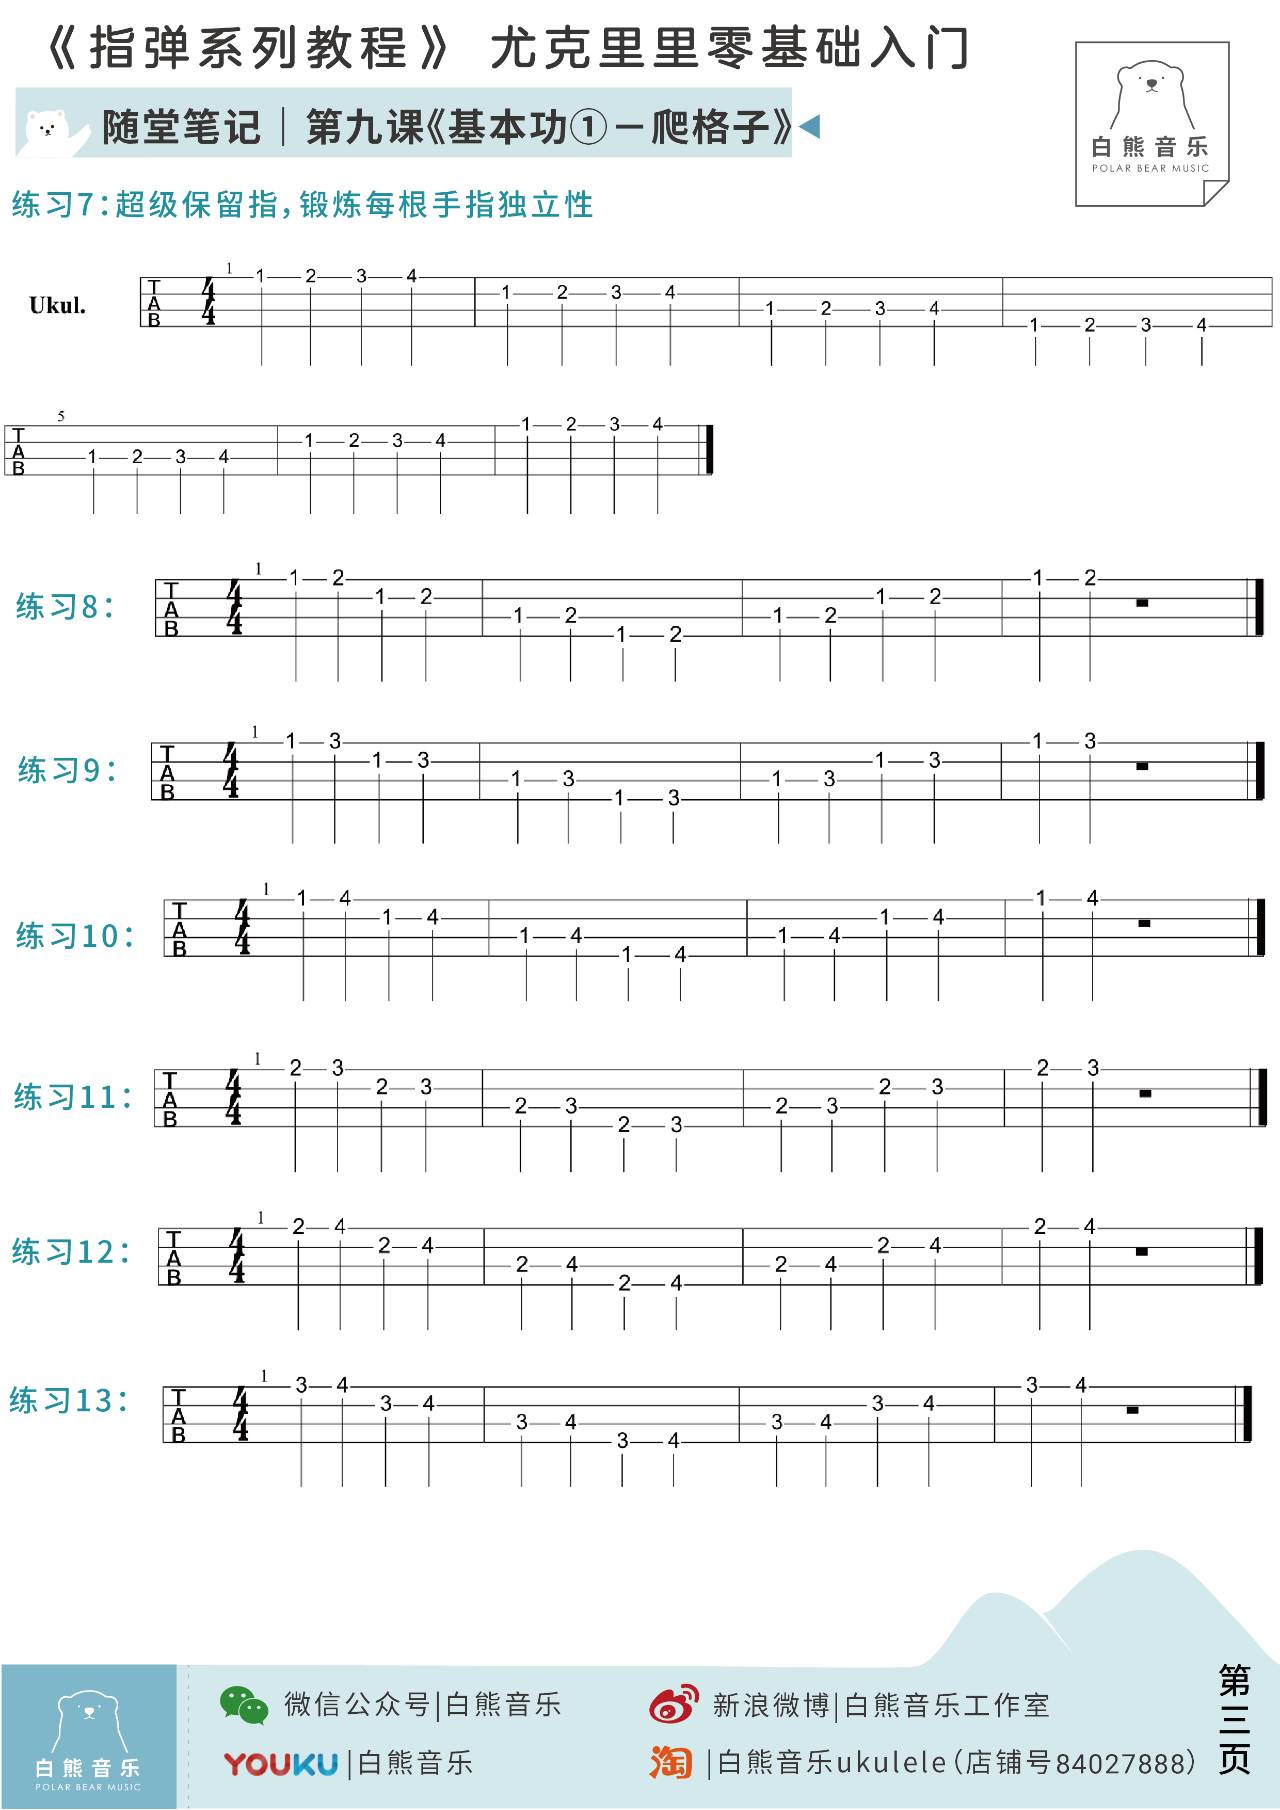 《指弹系列教程》 尤克里里零基础入门
随堂笔记｜第九课《基本功①－爬格子》
白熊音乐
POLAR BEAR MUSIC
练习7：超级保留指，锻炼每根手指独立性
1
Ukul. TAB 4/4 1 2 3 4 1 2 3 4 1 2 3 4 1 2 3 4
5
TAB 1 2 3 4 1 2 3 4 1 2 3 4
练习8： TAB 4/4 1 1 2 1 2 1 2 1 2 1 2 1 2 1 2
练习9： TAB 4/4 1 1 3 1 3 1 3 1 3 1 3 1 3 1 3
练习10： TAB 4/4 1 1 4 1 4 1 4 1 4 1 4 1 4 1 4
练习11： TAB 4/4 1 2 3 2 3 2 3 2 3 2 3 2 3 2 3
练习12： TAB 4/4 1 2 4 2 4 2 4 2 4 2 4 2 4 2 4
练习13： TAB 4/4 1 3 4 3 4 3 4 3 4 3 4 3 4 3 4
白熊音乐
POLAR BEAR MUSIC
微信公众号|白熊音乐
新浪微博|白熊音乐工作室
YOUKU|白熊音乐
淘|白熊音乐ukulele（店铺号84027888）
第三页